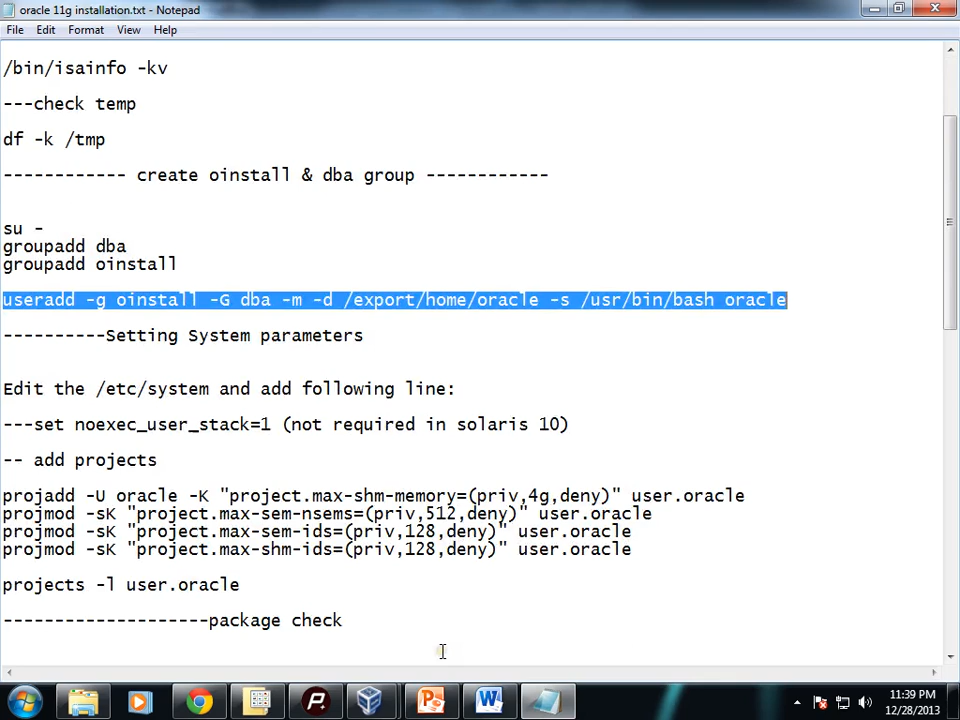 oracle 11g installation.txt - Notepad
File Edit Format View Help
/bin/isainfo -kv
---check temp
df -k /tmp
------------ create oinstall & dba group ------------
su -
groupadd dba
groupadd oinstall
useradd -g oinstall -G dba -m -d /export/home/oracle -s /usr/bin/bash oracle
----------Setting System parameters
Edit the /etc/system and add following line:
---set noexec_user_stack=1 (not required in solaris 10)
-- add projects
projadd -U oracle -K "project.max-shm-memory=(priv,4g,deny)" user.oracle
projmod -sK "project.max-sem-nsems=(priv,512,deny)" user.oracle
projmod -sK "project.max-sem-ids=(priv,128,deny)" user.oracle
projmod -sK "project.max-shm-ids=(priv,128,deny)" user.oracle
projects -l user.oracle
--------------------package check
11:39 PM
12/28/2013